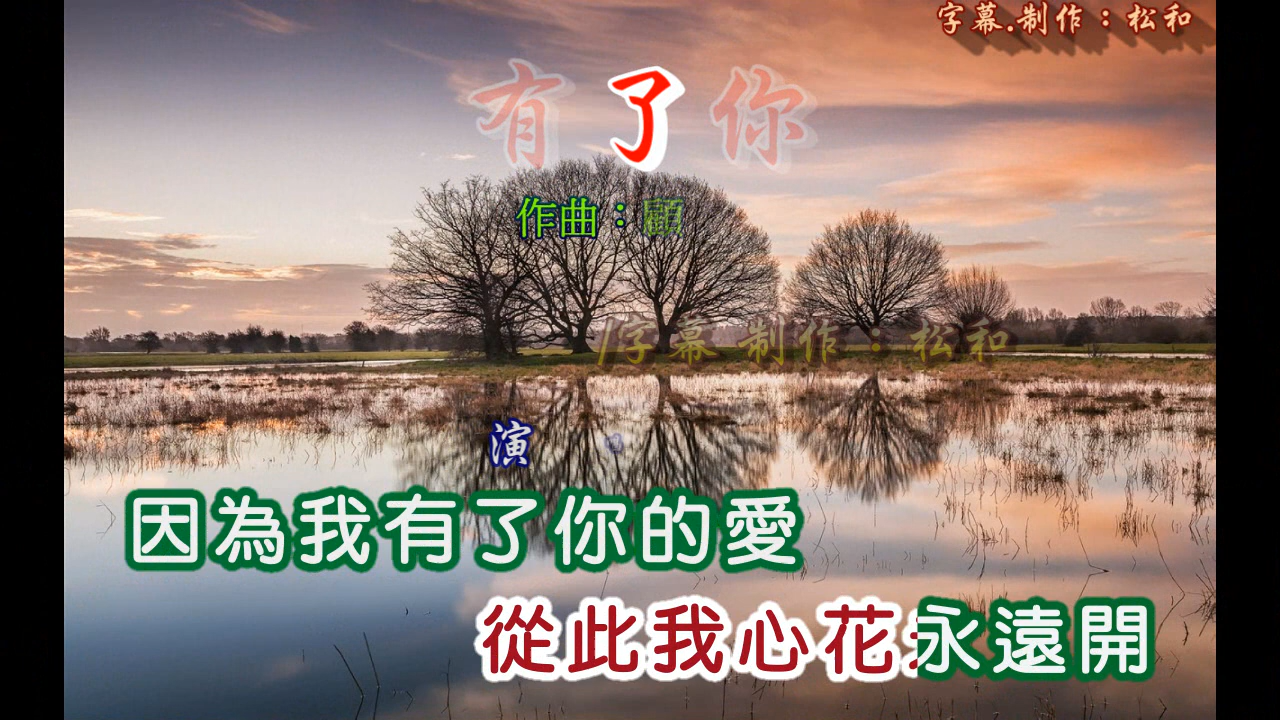 字幕.制作：松和
有了你
作曲：顧
/字幕 制作：松和
演
因為我有了你的愛
從此我心花永遠開